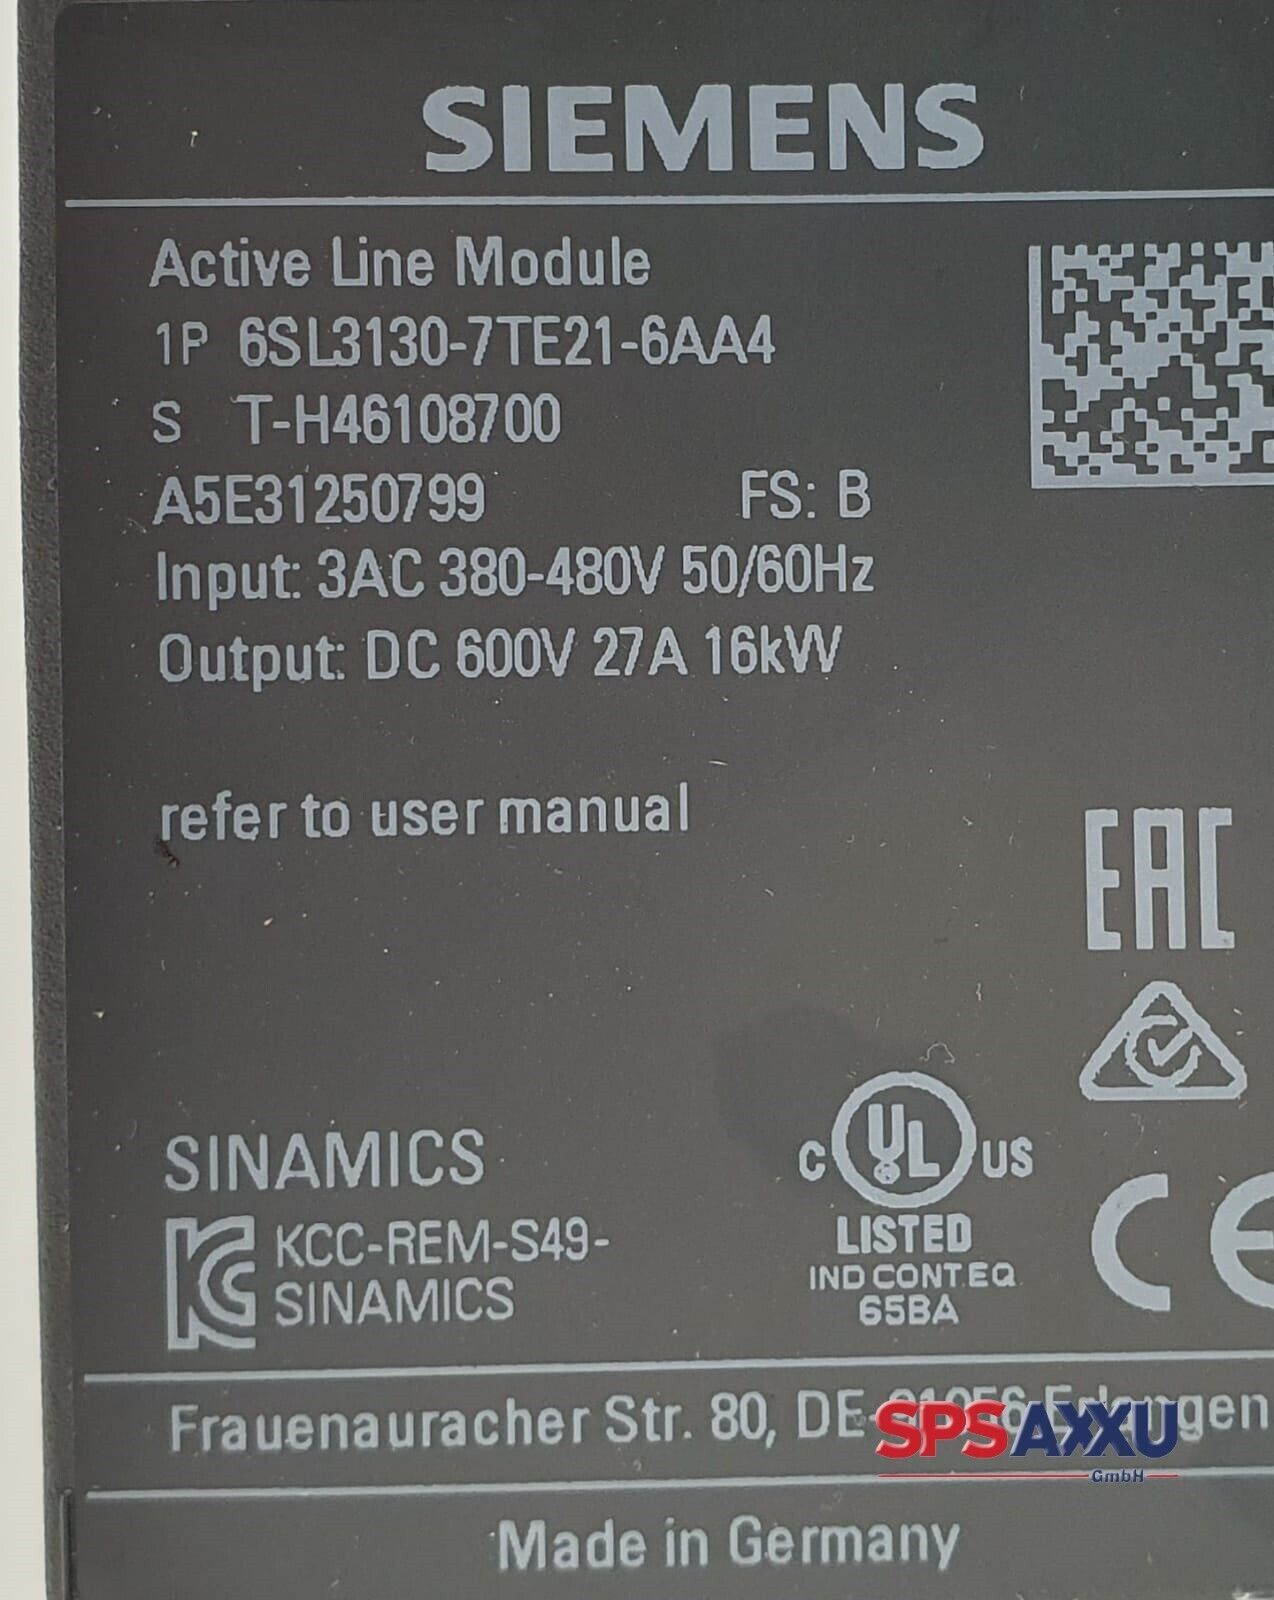 SIEMENS
Active Line Module
1P 6SL3130-7TE21-6AA4
S T-H46108700
A5E31250799 FS: B
Input: 3AC 380-480V 50/60Hz
Output: DC 600V 27A 16kW
refer to user manual
EAC
SINAMICS
C UL US
LISTED
IND CONT.EQ
65BA
CE
KCC-REM-S49-
SINAMICS
Frauenauracher Str. 80, DE-91056 Erlangen
SPSAXXU
GmbH
Made in Germany